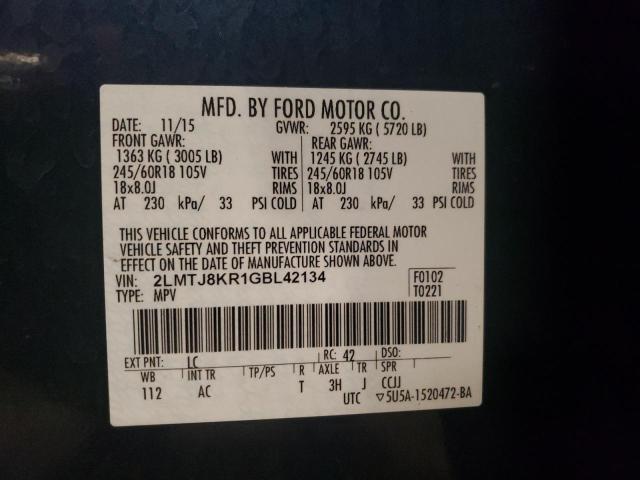 MFD. BY FORD MOTOR CO.
DATE: 11/15 GVWR: 2595 KG ( 5720 LB)
FRONT GAWR: REAR GAWR:
1363 KG ( 3005 LB) WITH 1245 KG ( 2745 LB) WITH
245/60R18 105V TIRES 245/60R18 105V TIRES
18x8.0J RIMS 18x8.0J RIMS
AT 230 kPa/ 33 PSI COLD AT 230 kPa/ 33 PSI COLD
THIS VEHICLE CONFORMS TO ALL APPLICABLE FEDERAL MOTOR
VEHICLE SAFETY AND THEFT PREVENTION STANDARDS IN
EFFECT ON THE DATE OF MANUFACTURE SHOWN ABOVE.
VIN: 2LMTJ8KR1GBL42134 F0102
TYPE: MPV T0221
EXT PNT: LC RC: 42 DSO:
WB INT TR TP/PS R AXLE TR SPR
112 AC T 3H J CCJJ
UTC ▽5U5A-1520472-BA